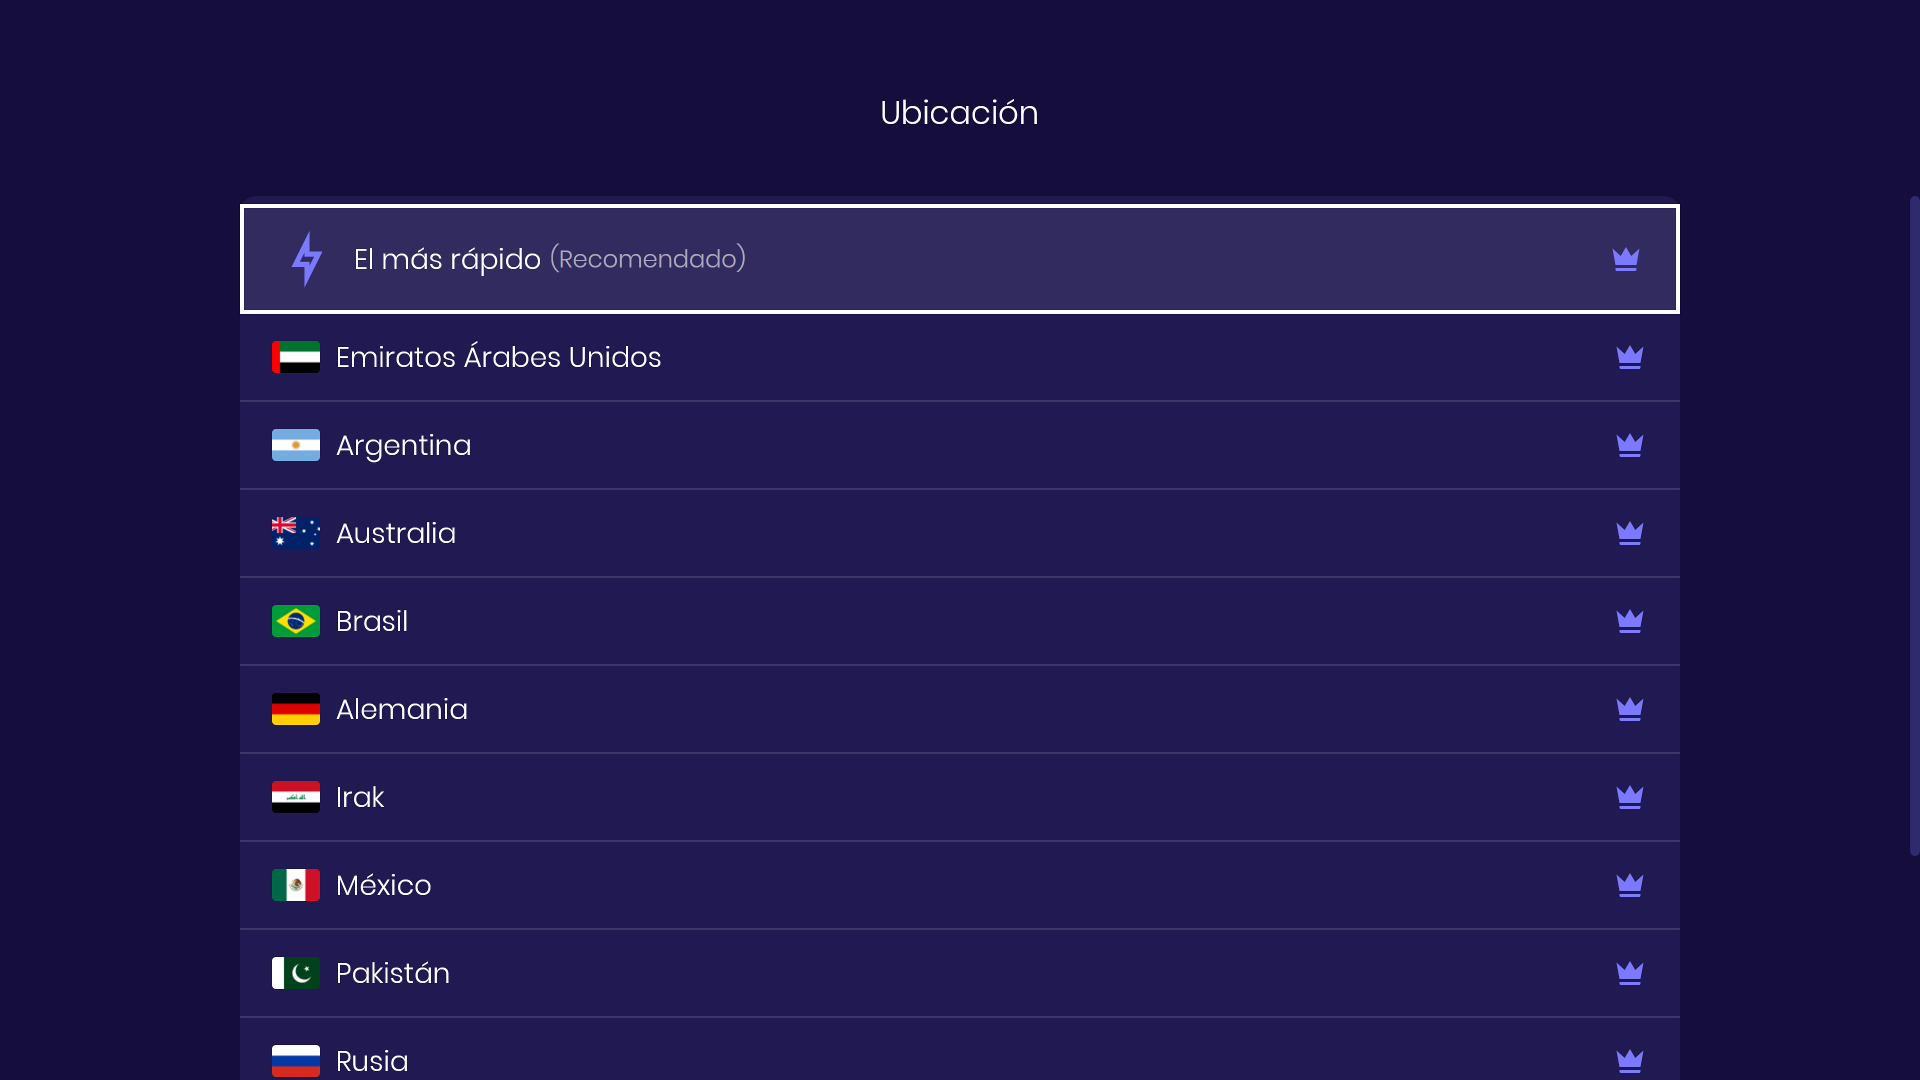 Ubicación
El más rápido (Recomendado)
Emiratos Árabes Unidos
Argentina
Australia
Brasil
Alemania
Irak
México
Pakistán
Rusia